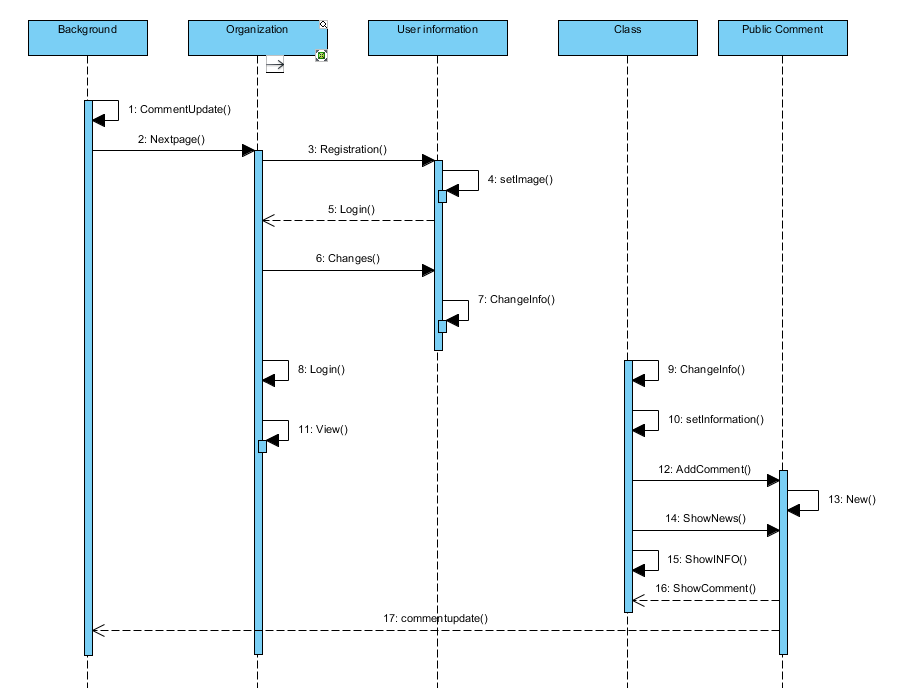 Background
Organization
User information
Class
Public Comment
1: CommentUpdate()
2: Nextpage()
3: Registration()
4: setImage()
5: Login()
6: Changes()
7: ChangeInfo()
8: Login()
9: ChangeInfo()
10: setInformation()
11: View()
12: AddComment()
13: New()
14: ShowNews()
15: ShowINFO()
16: ShowComment()
17: commentupdate()